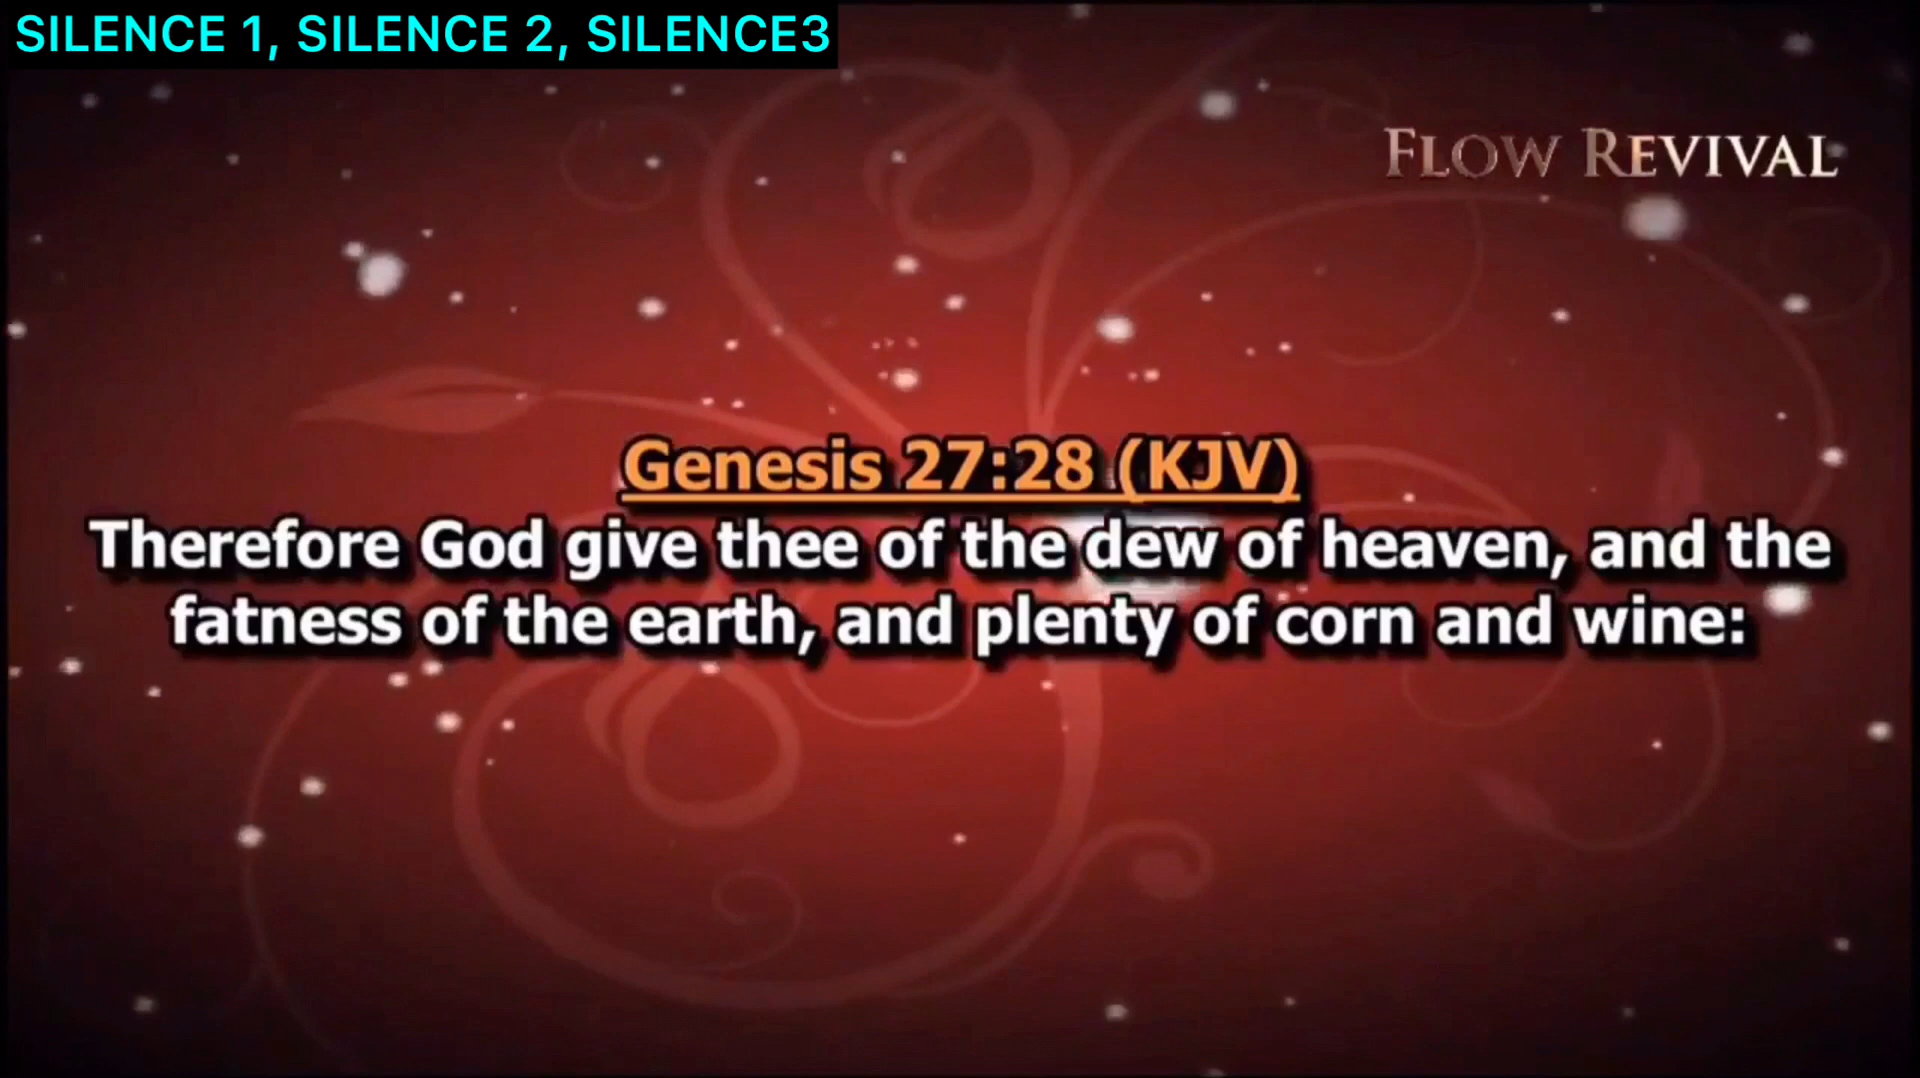 SILENCE 1, SILENCE 2, SILENCE3
FLOW REVIVAL
Genesis 27:28 (KJV)
Therefore God give thee of the dew of heaven, and the
fatness of the earth, and plenty of corn and wine: